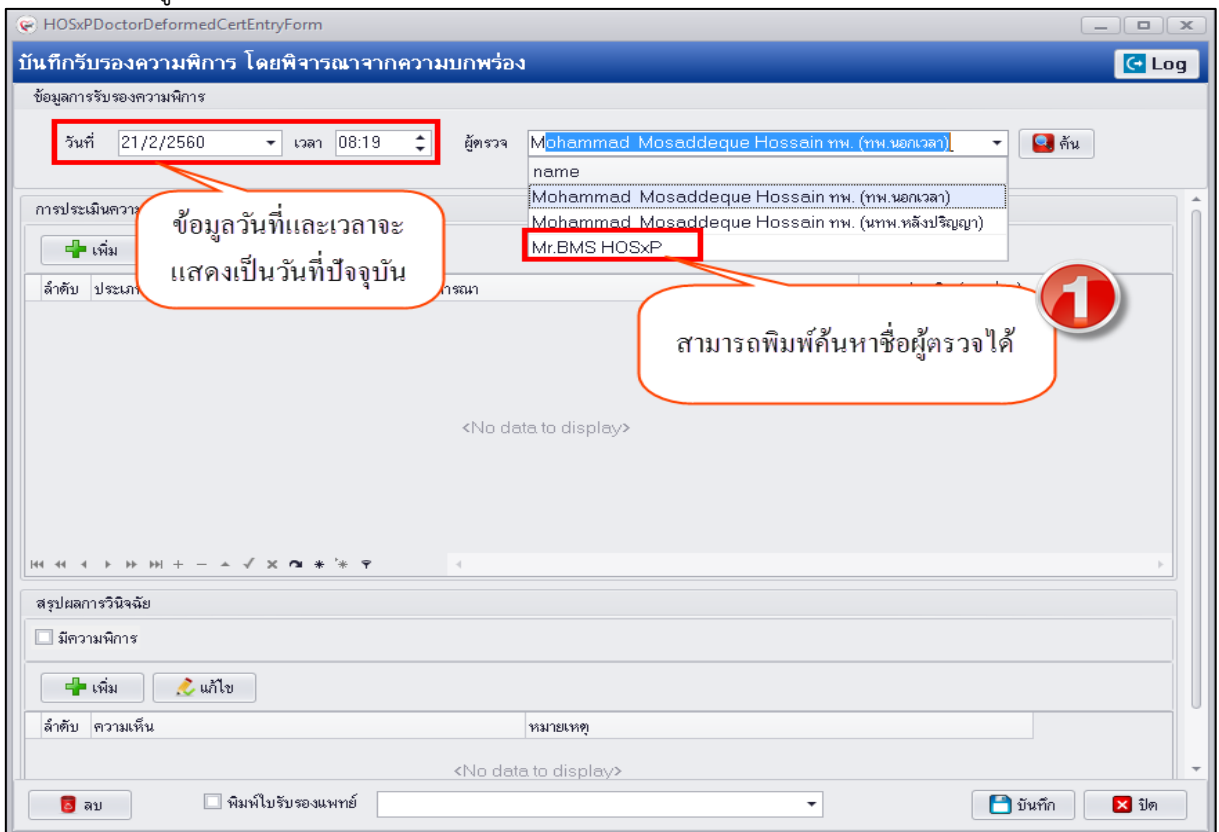 HOSxPDoctorDeformedCertEntryForm
บันทึกรับรองความพิการ โดยพิจารณาจากความบกพร่อง
Log
ข้อมูลการรับรองความพิการ
วันที่ 21/2/2560 เวลา 08:19 ผู้ตรวจ Mohammad Mosaddeque Hossain ทพ. (ทพ.นอกเวลา) ค้น
name
Mohammad Mosaddeque Hossain ทพ. (ทพ.นอกเวลา)
Mohammad Mosaddeque Hossain ทพ. (นทพ.หลังปริญญา)
Mr.BMS HOSxP
การประเมินความ
ข้อมูลวันที่และเวลาจะ
แสดงเป็นวันที่ปัจจุบัน
เพิ่ม
ลำดับ
1
สามารถพิมพ์ค้นหาชื่อผู้ตรวจได้
<No data to display>
สรุปผลการวินิจฉัย
มีความพิการ
เพิ่ม แก้ไข
ลำดับ ความเห็น หมายเหตุ
<No data to display>
ลบ พิมพ์ใบรับรองแพทย์ บันทึก ปิด